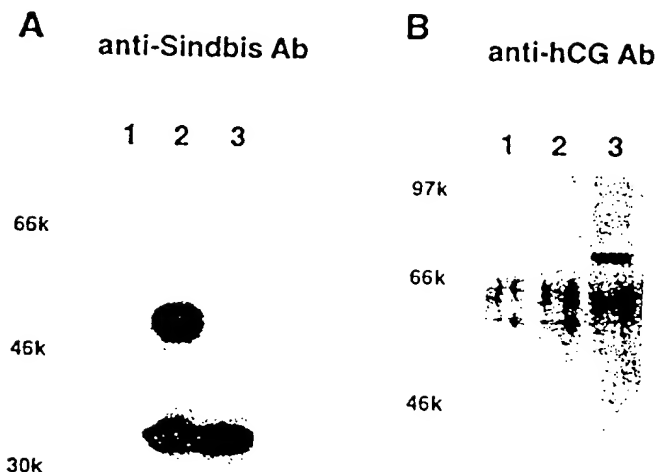 A
anti-Sindbis Ab
1 2 3
66k
46k
30k
B
anti-hCG Ab
1 2 3
97k
66k
46k